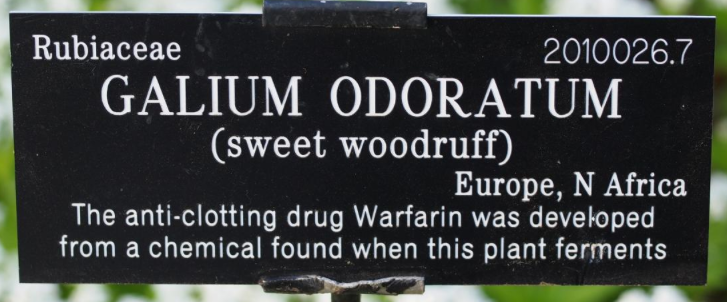 Rubiaceae 2010026.7
GALIUM ODORATUM
(sweet woodruff)
Europe, N Africa
The anti-clotting drug Warfarin was developed
from a chemical found when this plant ferments